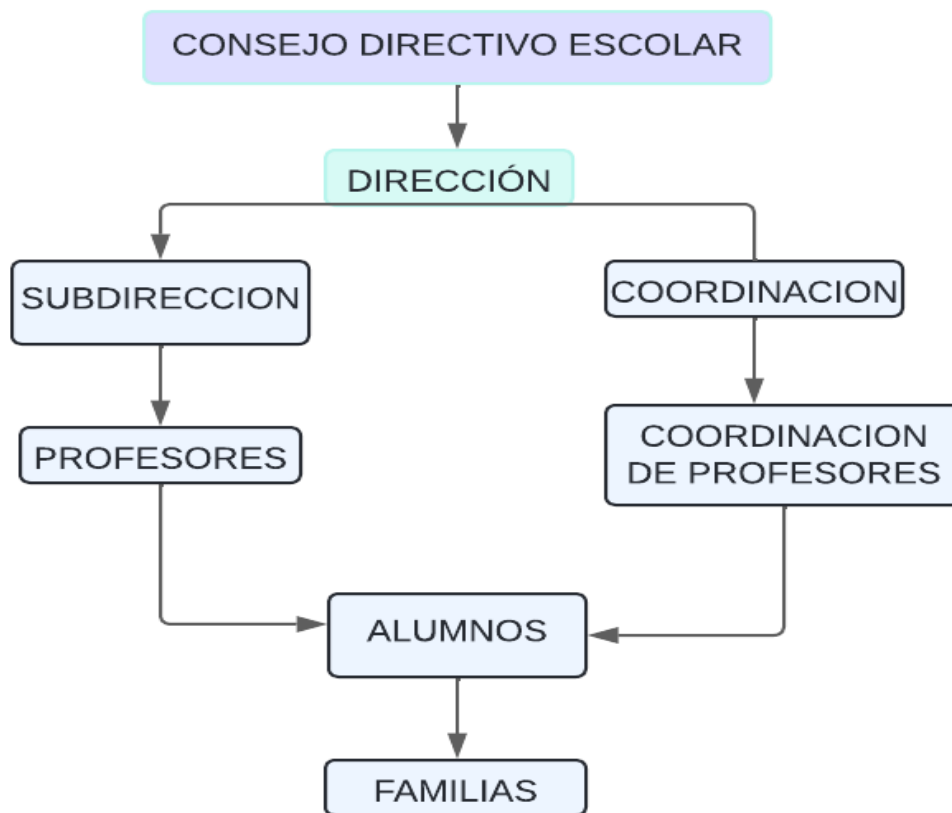 CONSEJO DIRECTIVO ESCOLAR
DIRECCIÓN
SUBDIRECCION
COORDINACION
PROFESORES
COORDINACION
DE PROFESORES
ALUMNOS
FAMILIAS